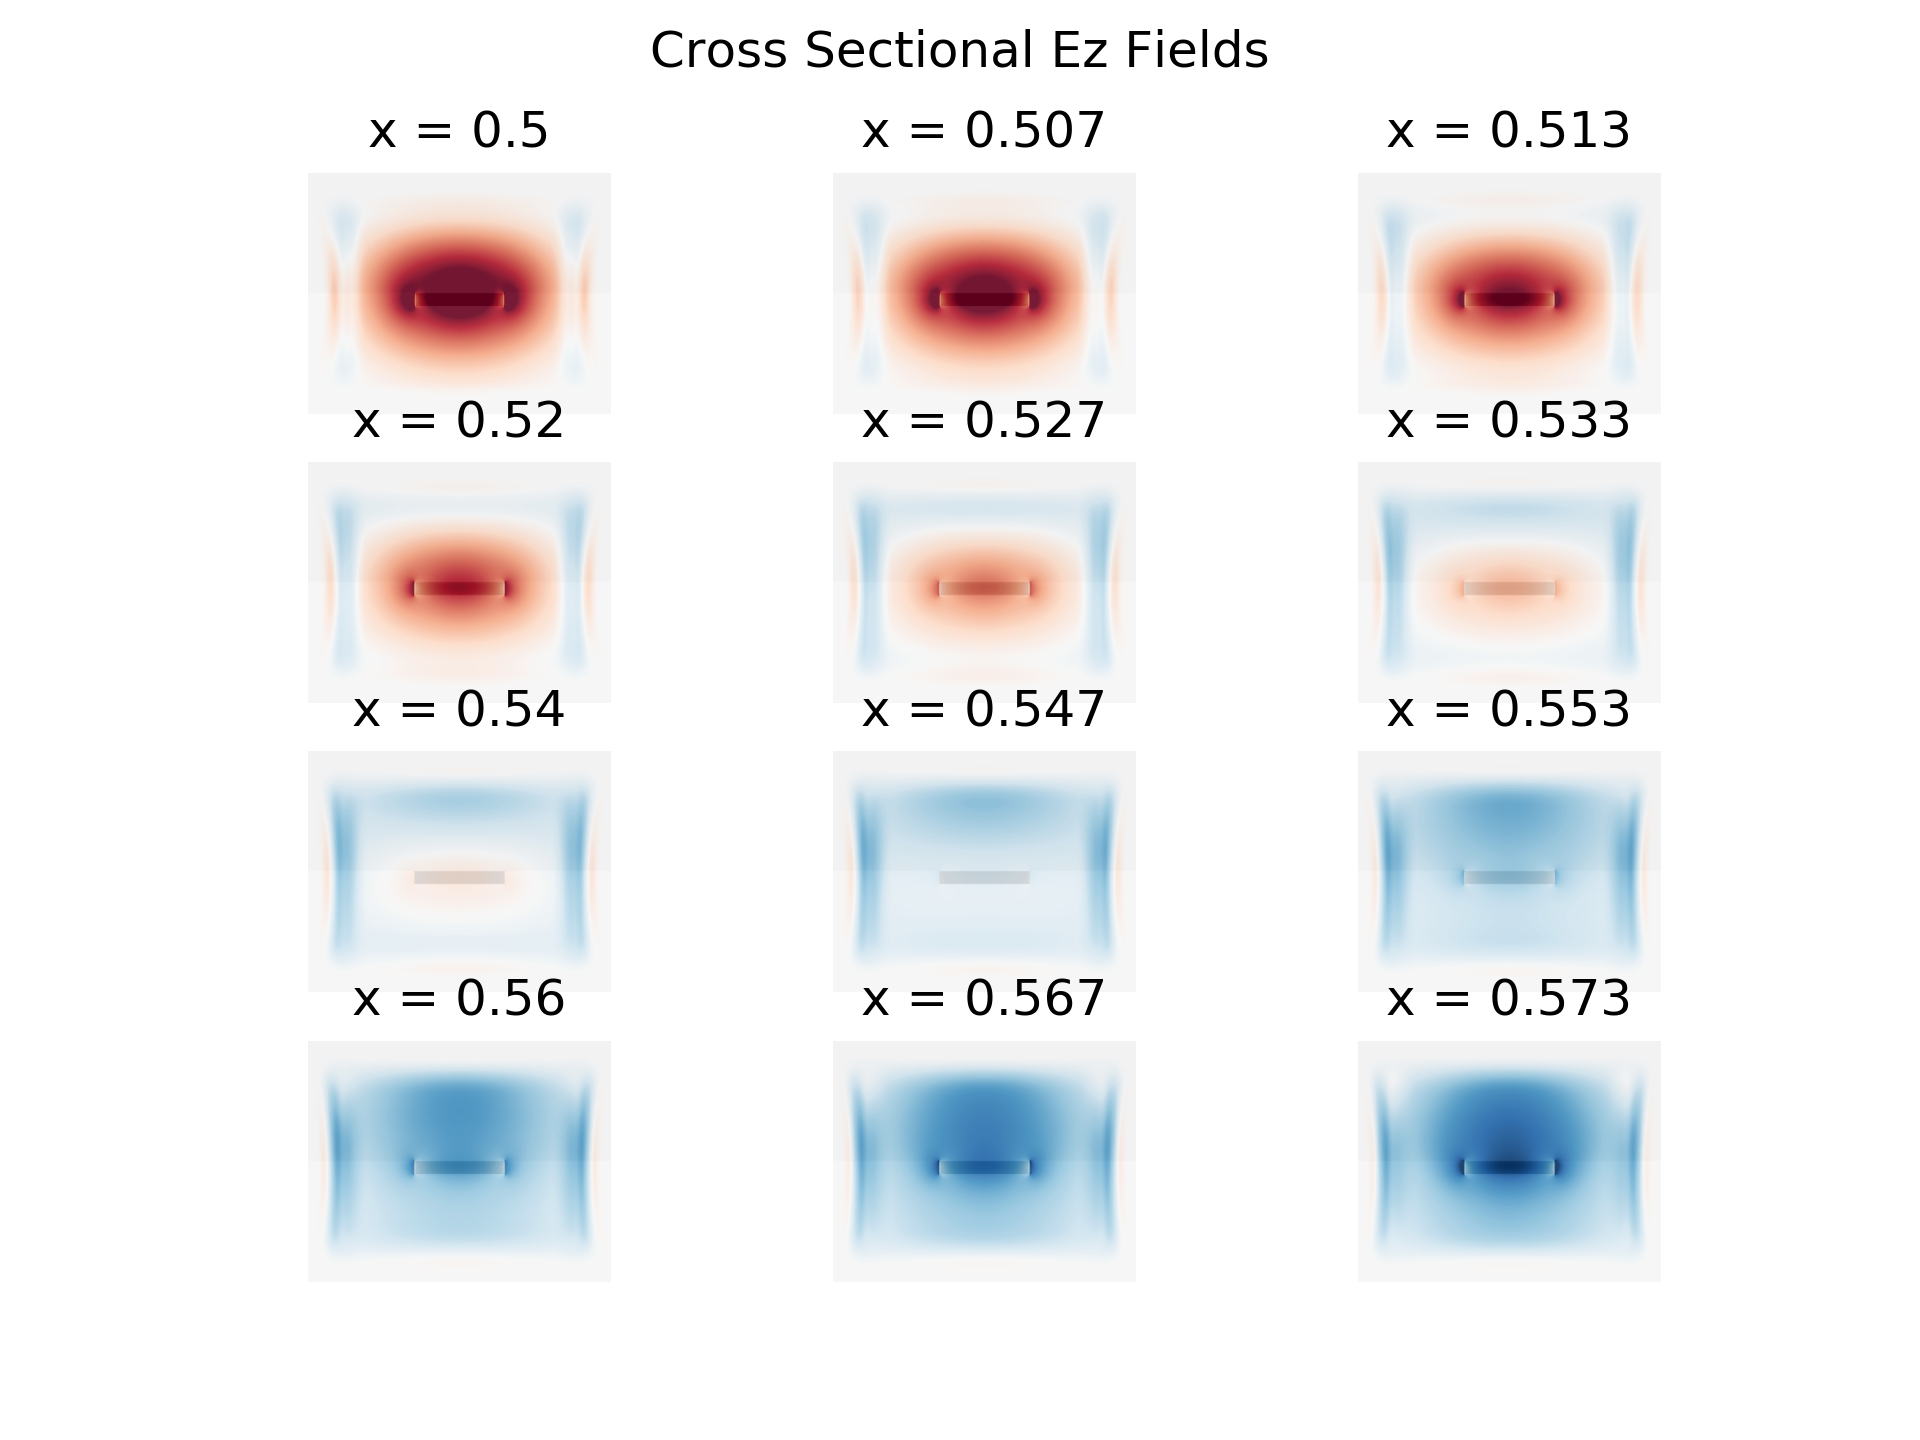 Cross Sectional Ez Fields
x = 0.5 x = 0.507 x = 0.513
x = 0.52 x = 0.527 x = 0.533
x = 0.54 x = 0.547 x = 0.553
x = 0.56 x = 0.567 x = 0.573